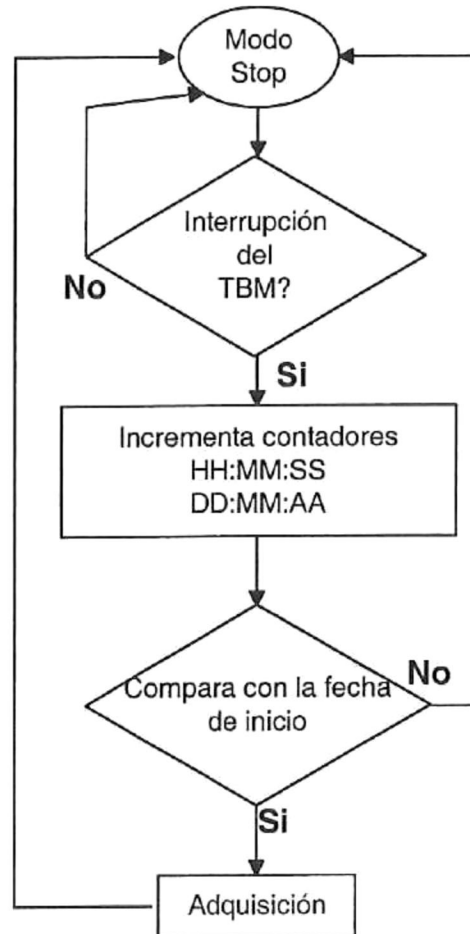 Modo
Stop
Interrupción
del
TBM?
No
Si
Incrementa contadores
HH:MM:SS
DD:MM:AA
Compara con la fecha
de inicio
No
Si
Adquisición